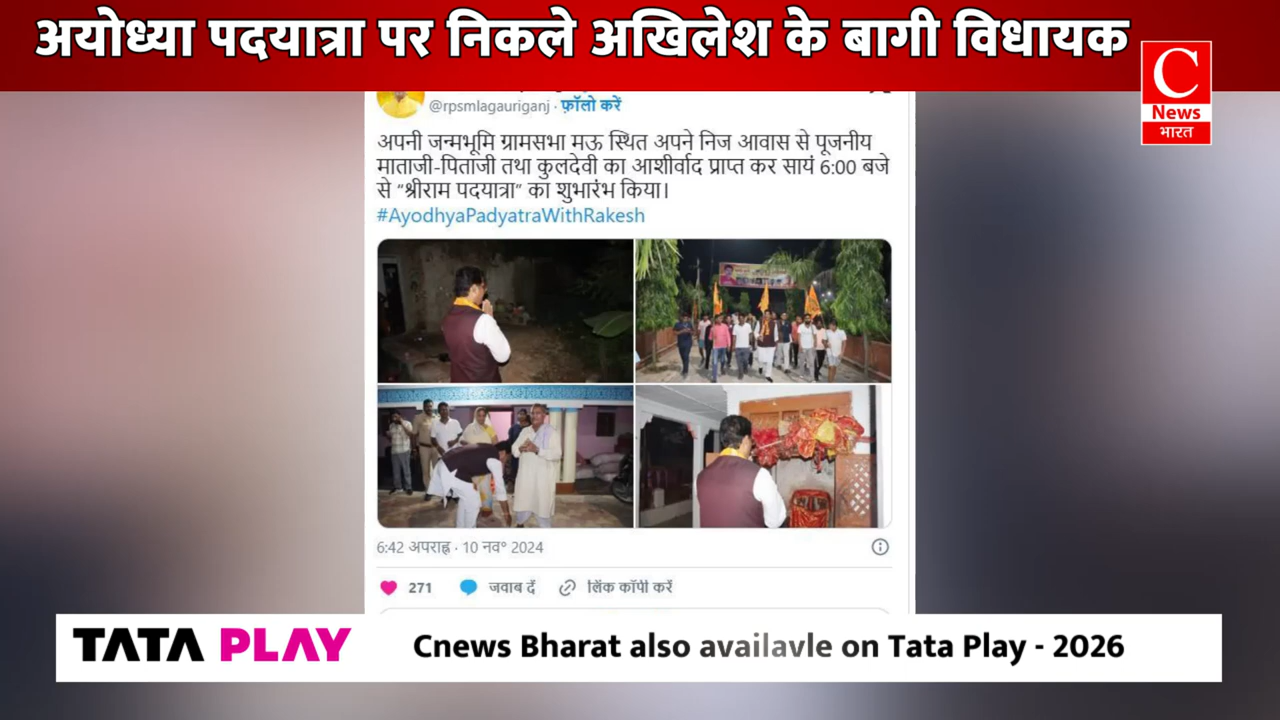 अयोध्या पदयात्रा पर निकले अखिलेश के बागी विधायक
C
News
भारत
@rpsmlagauriganj · फ़ॉलो करें
अपनी जन्मभूमि ग्रामसभा मऊ स्थित अपने निज आवास से पूजनीय
माताजी-पिताजी तथा कुलदेवी का आशीर्वाद प्राप्त कर सायं 6:00 बजे
से “श्रीराम पदयात्रा” का शुभारंभ किया।
#AyodhyaPadyatraWithRakesh
6:42 अपराह्न · 10 नव॰ 2024
271 जवाब दें लिंक कॉपी करें
TATA PLAY
Cnews Bharat also availavle on Tata Play - 2026